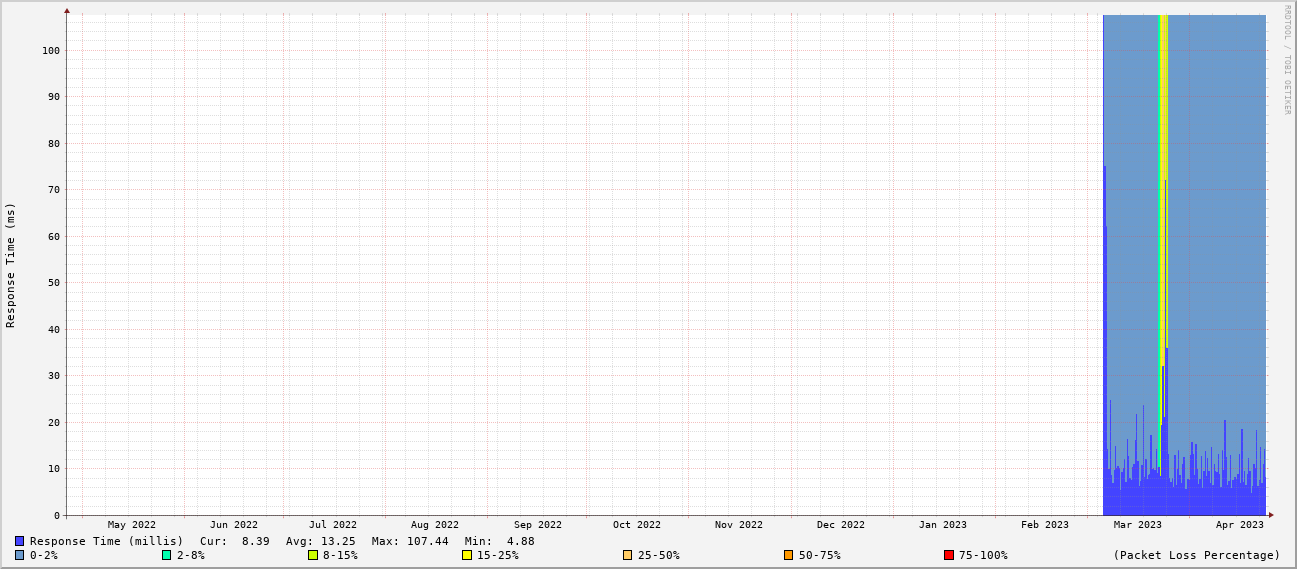 RRDTOOL / TOBI OETIKER
Response Time (ms)
100
90
80
70
60
50
40
30
20
10
0
May 2022 Jun 2022 Jul 2022 Aug 2022 Sep 2022 Oct 2022 Nov 2022 Dec 2022 Jan 2023 Feb 2023 Mar 2023 Apr 2023
Response Time (millis) Cur: 8.39 Avg: 13.25 Max: 107.44 Min: 4.88
0-2% 2-8% 8-15% 15-25% 25-50% 50-75% 75-100% (Packet Loss Percentage)